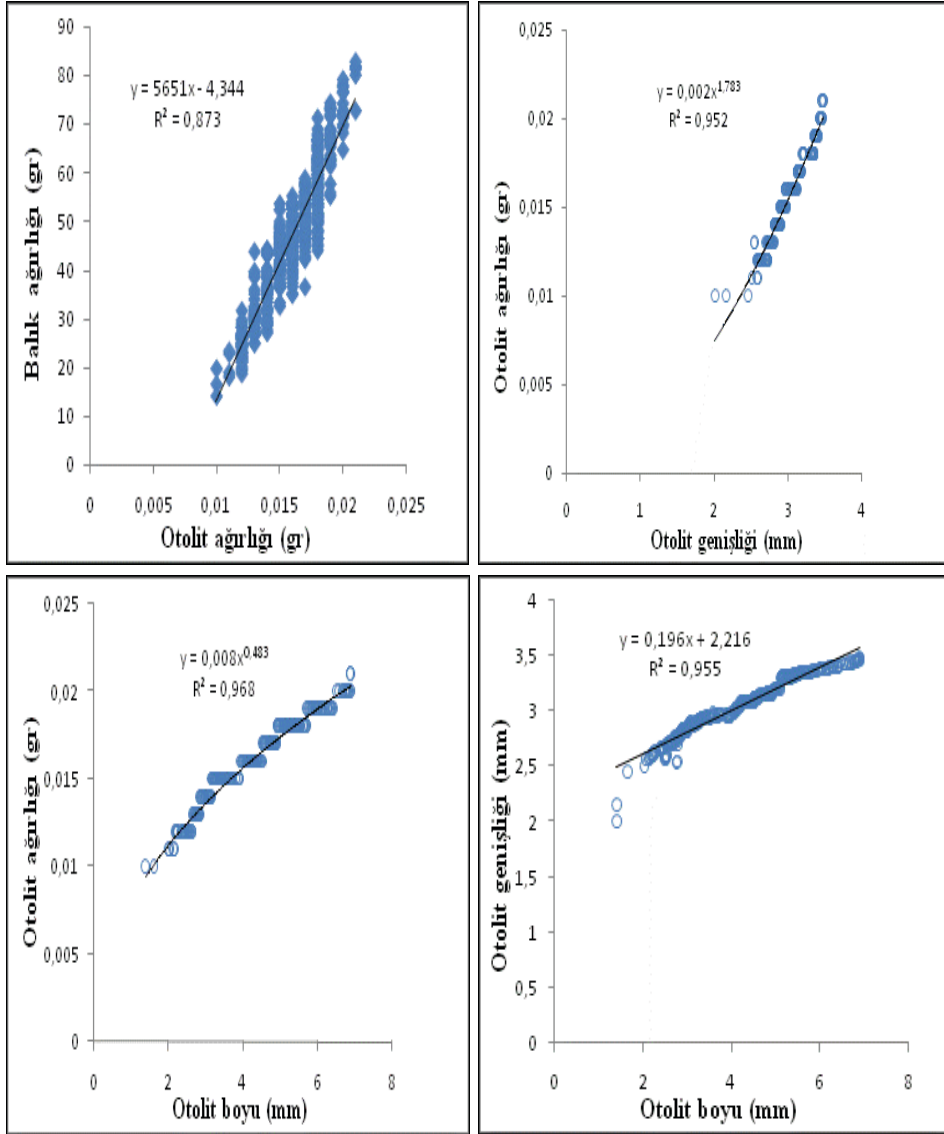 Balık ağırlığı (gr)
90
80
70
60
50
40
30
20
10
0
y = 5651x - 4,344
R² = 0,873
0 0,005 0,01 0,015 0,02 0,025
Otolit ağırlığı (gr)
Otolit ağırlığı (gr)
0,025
0,02
0,015
0,01
0,005
0
y = 0,002x^1,783
R² = 0,952
0 1 2 3 4
Otolit genişliği (mm)
Otolit ağırlığı (gr)
0,025
0,02
0,015
0,01
0,005
0
y = 0,008x^0,483
R² = 0,968
0 2 4 6 8
Otolit boyu (mm)
Otolit genişliği (mm)
4
3,5
3
2,5
2
1,5
1
0,5
0
y = 0,196x + 2,216
R² = 0,955
0 2 4 6 8
Otolit boyu (mm)